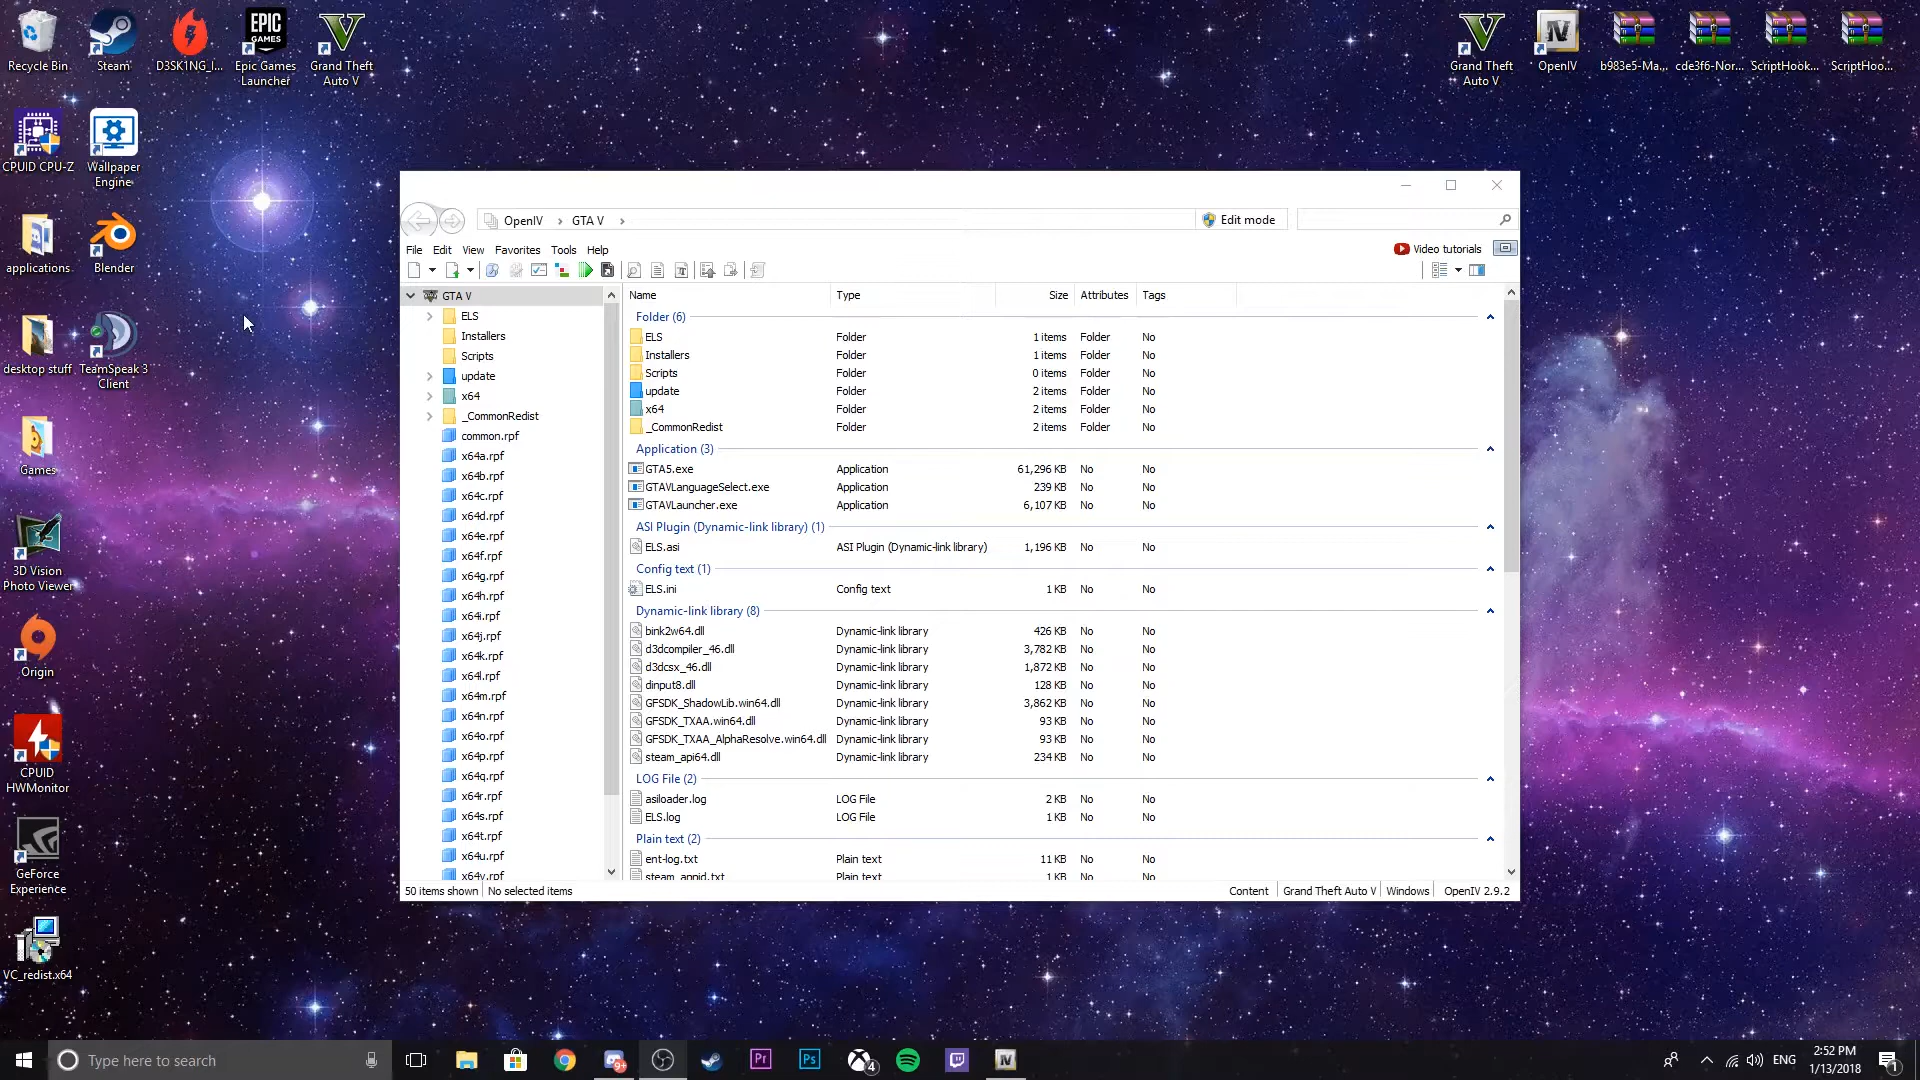 Recycle Bin
Steam
D3SK1NG_I...
EPIC
GAMES
Epic Games
Launcher
Grand Theft
Auto V
Grand Theft
Auto V
OpenIV
b983e5-Ma...
cde3f6-Nor...
ScriptHook...
ScriptHoo...
CPUID CPU-Z
Wallpaper
Engine
applications
Blender
desktop stuff
TeamSpeak 3
Client
Games
3D Vision
Photo Viewer
Origin
CPUID
HWMonitor
GeForce
Experience
VC_redist.x64
OpenIV > GTA V >
Edit mode
File Edit View Favorites Tools Help
Video tutorials
GTA V
ELS
Installers
Scripts
update
x64
_CommonRedist
common.rpf
x64a.rpf
x64b.rpf
x64c.rpf
x64d.rpf
x64e.rpf
x64f.rpf
x64g.rpf
x64h.rpf
x64i.rpf
x64j.rpf
x64k.rpf
x64l.rpf
x64m.rpf
x64n.rpf
x64o.rpf
x64p.rpf
x64q.rpf
x64r.rpf
x64s.rpf
x64t.rpf
x64u.rpf
x64v.rpf
Name Type Size Attributes Tags
Folder (6)
ELS Folder 1 items Folder No
Installers Folder 1 items Folder No
Scripts Folder 0 items Folder No
update Folder 2 items Folder No
x64 Folder 2 items Folder No
_CommonRedist Folder 2 items Folder No
Application (3)
GTA5.exe Application 61,296 KB No No
GTAVLanguageSelect.exe Application 239 KB No No
GTAVLauncher.exe Application 6,107 KB No No
ASI Plugin (Dynamic-link library) (1)
ELS.asi ASI Plugin (Dynamic-link library) 1,196 KB No No
Config text (1)
ELS.ini Config text 1 KB No No
Dynamic-link library (8)
bink2w64.dll Dynamic-link library 426 KB No No
d3dcompiler_46.dll Dynamic-link library 3,782 KB No No
d3dcsx_46.dll Dynamic-link library 1,872 KB No No
dinput8.dll Dynamic-link library 128 KB No No
GFSDK_ShadowLib.win64.dll Dynamic-link library 3,862 KB No No
GFSDK_TXAA.win64.dll Dynamic-link library 93 KB No No
GFSDK_TXAA_AlphaResolve.win64.dll Dynamic-link library 93 KB No No
steam_api64.dll Dynamic-link library 234 KB No No
LOG File (2)
asiloader.log LOG File 2 KB No No
ELS.log LOG File 1 KB No No
Plain text (2)
ent-log.txt Plain text 11 KB No No
steam_appid.txt Plain text 1 KB No No
50 items shown No selected items
Content Grand Theft Auto V Windows OpenIV 2.9.2
Type here to search
9+
Pr
Ps
4
IV
ENG
2:52 PM
1/13/2018
1